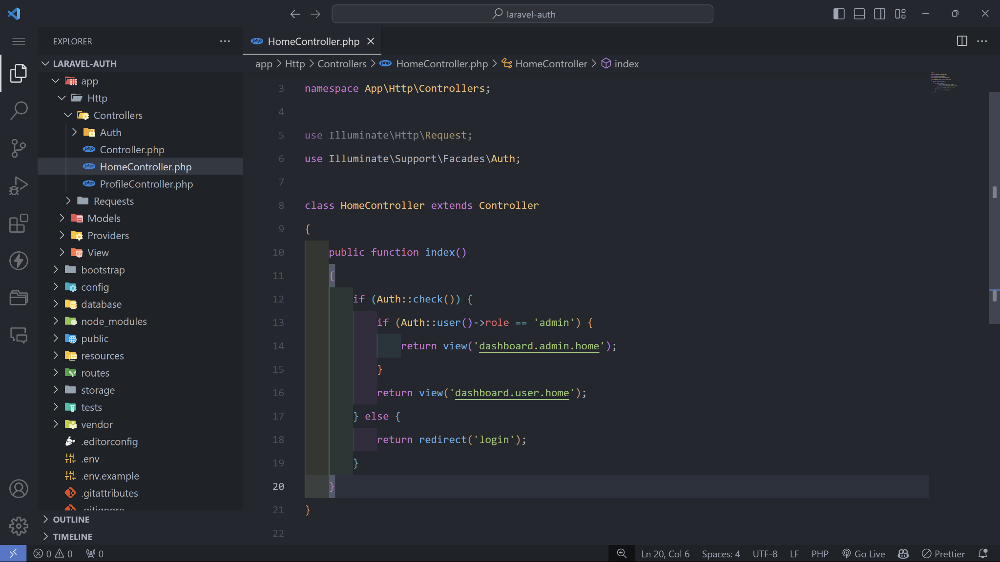 laravel-auth
EXPLORER
LARAVEL-AUTH
app
Http
Controllers
Auth
Controller.php
HomeController.php
ProfileController.php
Requests
Models
Providers
View
bootstrap
config
database
node_modules
public
resources
routes
storage
tests
vendor
.editorconfig
.env
.env.example
.gitattributes
.gitignore
OUTLINE
TIMELINE
HomeController.php
app > Http > Controllers > HomeController.php > HomeController > index
3 namespace App\Http\Controllers;
4
5 use Illuminate\Http\Request;
6 use Illuminate\Support\Facades\Auth;
7
8 class HomeController extends Controller
9 {
10 public function index()
11 {
12 if (Auth::check()) {
13 if (Auth::user()->role == 'admin') {
14 return view('dashboard.admin.home');
15 }
16 return view('dashboard.user.home');
17 } else {
18 return redirect('login');
19 }
20 }
21 }
22
0 0 0 Ln 20, Col 6 Spaces: 4 UTF-8 LF PHP Go Live Prettier